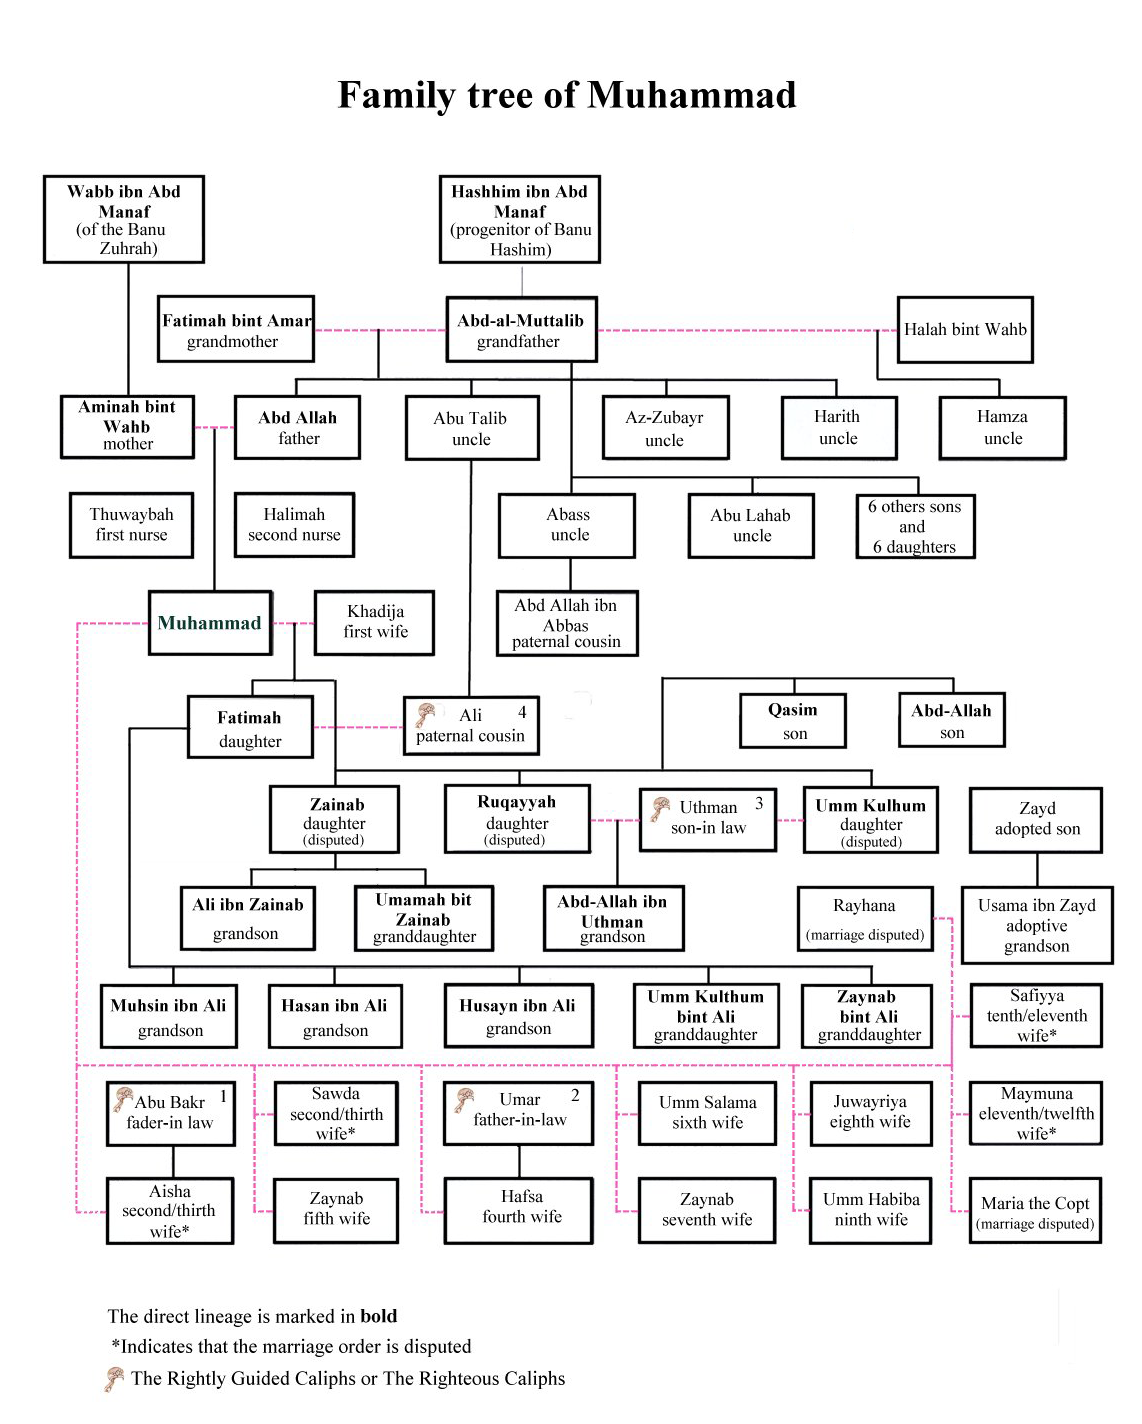 Family tree of Muhammad
Wabb ibn Abd
Manaf
(of the Banu
Zuhrah)
Hashhim ibn Abd
Manaf
(progenitor of Banu
Hashim)
Fatimah bint Amar
grandmother
Abd-al-Muttalib
grandfather
Halah bint Wahb
Aminah bint
Wahb
mother
Abd Allah
father
Abu Talib
uncle
Az-Zubayr
uncle
Harith
uncle
Hamza
uncle
Thuwaybah
first nurse
Halimah
second nurse
Abass
uncle
Abu Lahab
uncle
6 others sons
and
6 daughters
Muhammad
Khadija
first wife
Abd Allah ibn
Abbas
paternal cousin
Fatimah
daughter
Ali 4
paternal cousin
Qasim
son
Abd-Allah
son
Zainab
daughter
(disputed)
Ruqayyah
daughter
(disputed)
Uthman 3
son-in law
Umm Kulhum
daughter
(disputed)
Zayd
adopted son
Ali ibn Zainab
grandson
Umamah bit
Zainab
granddaughter
Abd-Allah ibn
Uthman
grandson
Rayhana
(marriage disputed)
Usama ibn Zayd
adoptive
grandson
Muhsin ibn Ali
grandson
Hasan ibn Ali
grandson
Husayn ibn Ali
grandson
Umm Kulthum
bint Ali
granddaughter
Zaynab
bint Ali
granddaughter
Safiyya
tenth/eleventh
wife*
Abu Bakr 1
fader-in law
Sawda
second/thirth
wife*
Umar 2
father-in-law
Umm Salama
sixth wife
Juwayriya
eighth wife
Maymuna
eleventh/twelfth
wife*
Aisha
second/thirth
wife*
Zaynab
fifth wife
Hafsa
fourth wife
Zaynab
seventh wife
Umm Habiba
ninth wife
Maria the Copt
(marriage disputed)
The direct lineage is marked in bold
*Indicates that the marriage order is disputed
The Rightly Guided Caliphs or The Righteous Caliphs